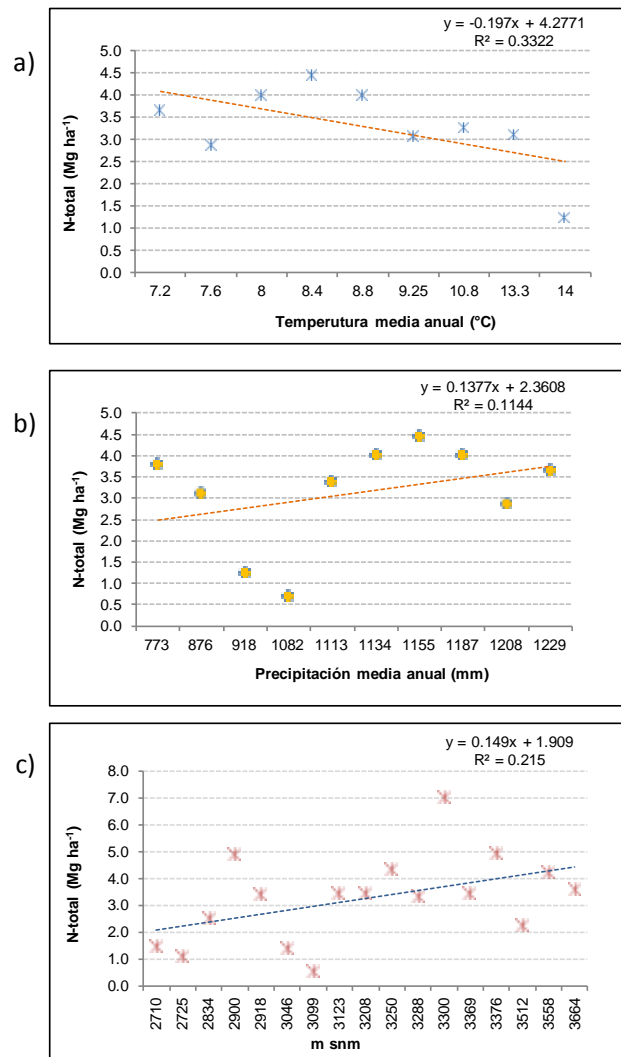 a)
y = -0.197x + 4.2771
R² = 0.3322
N-total (Mg ha⁻¹)
5.0
4.5
4.0
3.5
3.0
2.5
2.0
1.5
1.0
0.5
0.0
7.2 7.6 8 8.4 8.8 9.25 10.8 13.3 14
Temperutura media anual (°C)
b)
y = 0.1377x + 2.3608
R² = 0.1144
N-total (Mg ha⁻¹)
5.0
4.5
4.0
3.5
3.0
2.5
2.0
1.5
1.0
0.5
0.0
773 876 918 1082 1113 1134 1155 1187 1208 1229
Precipitación media anual (mm)
c)
y = 0.149x + 1.909
R² = 0.215
N-total (Mg ha⁻¹)
8.0
7.0
6.0
5.0
4.0
3.0
2.0
1.0
0.0
2710 2725 2834 2900 2918 3046 3099 3123 3208 3250 3288 3300 3369 3376 3512 3558 3664
m snm